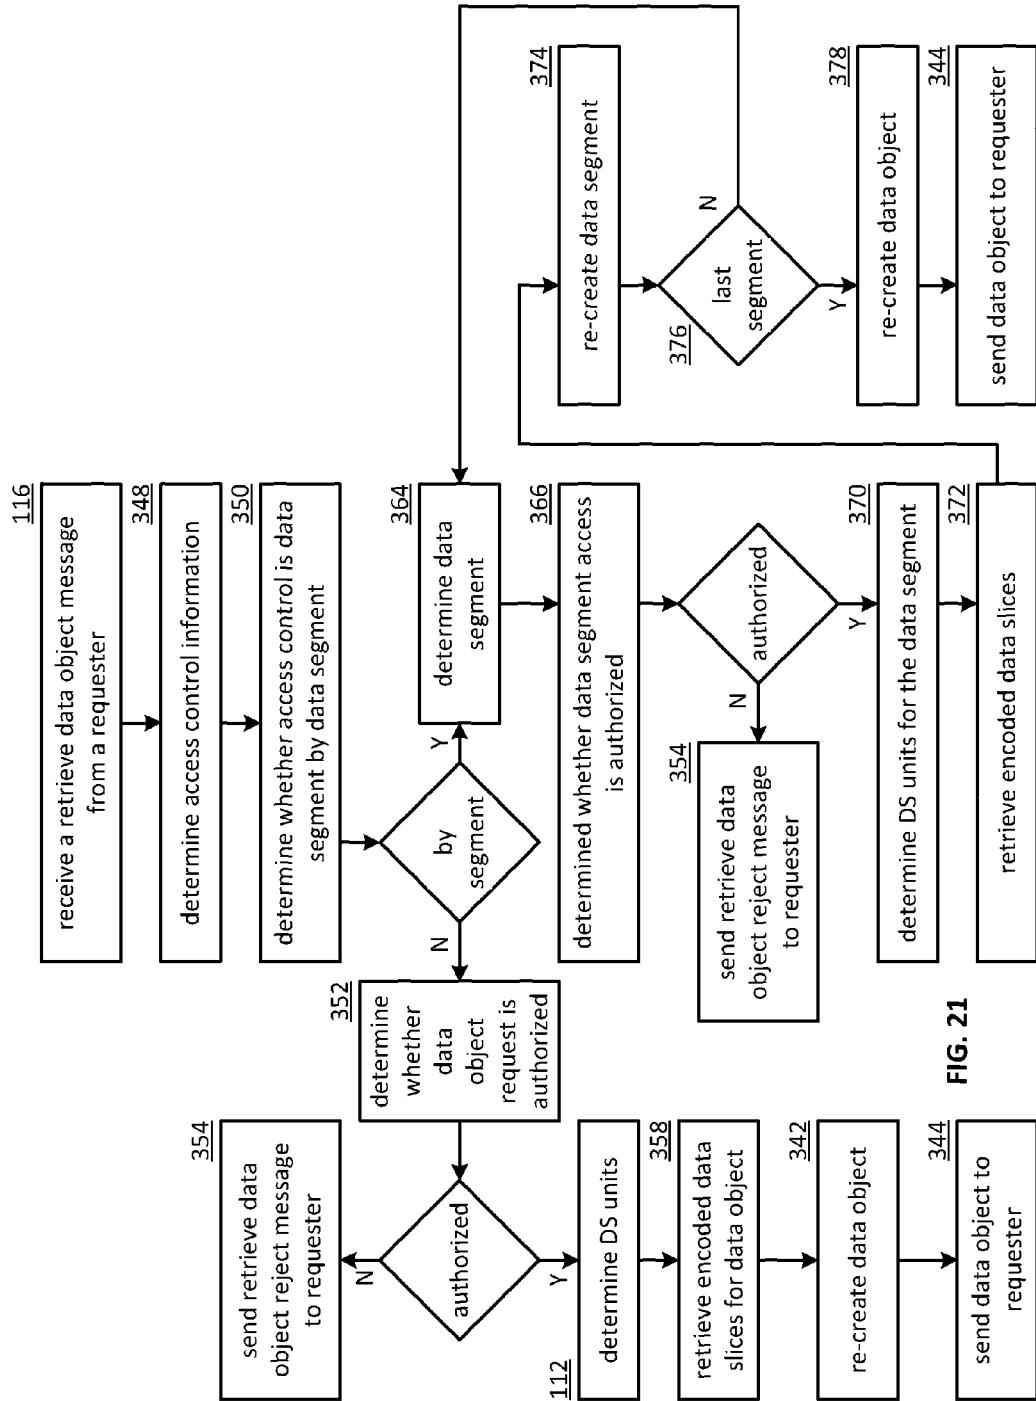 116
receive a retrieve data object message
from a requester
348
determine access control information
350
determine whether access control is data
segment by data segment
by
segment
N
Y
352
determine
whether
data
object
request is
authorized
354
send retrieve data
object reject message
to requester
N
authorized
Y
112
determine DS units
358
retrieve encoded data
slices for data object
342
re-create data object
344
send data object to
requester
364
determine data
segment
366
determined whether data segment access
is authorized
authorized
N
Y
354
send retrieve data
object reject message
to requester
370
determine DS units for the data segment
372
retrieve encoded data slices
374
re-create data segment
376
last
segment
N
Y
378
re-create data object
344
send data object to requester
FIG. 21